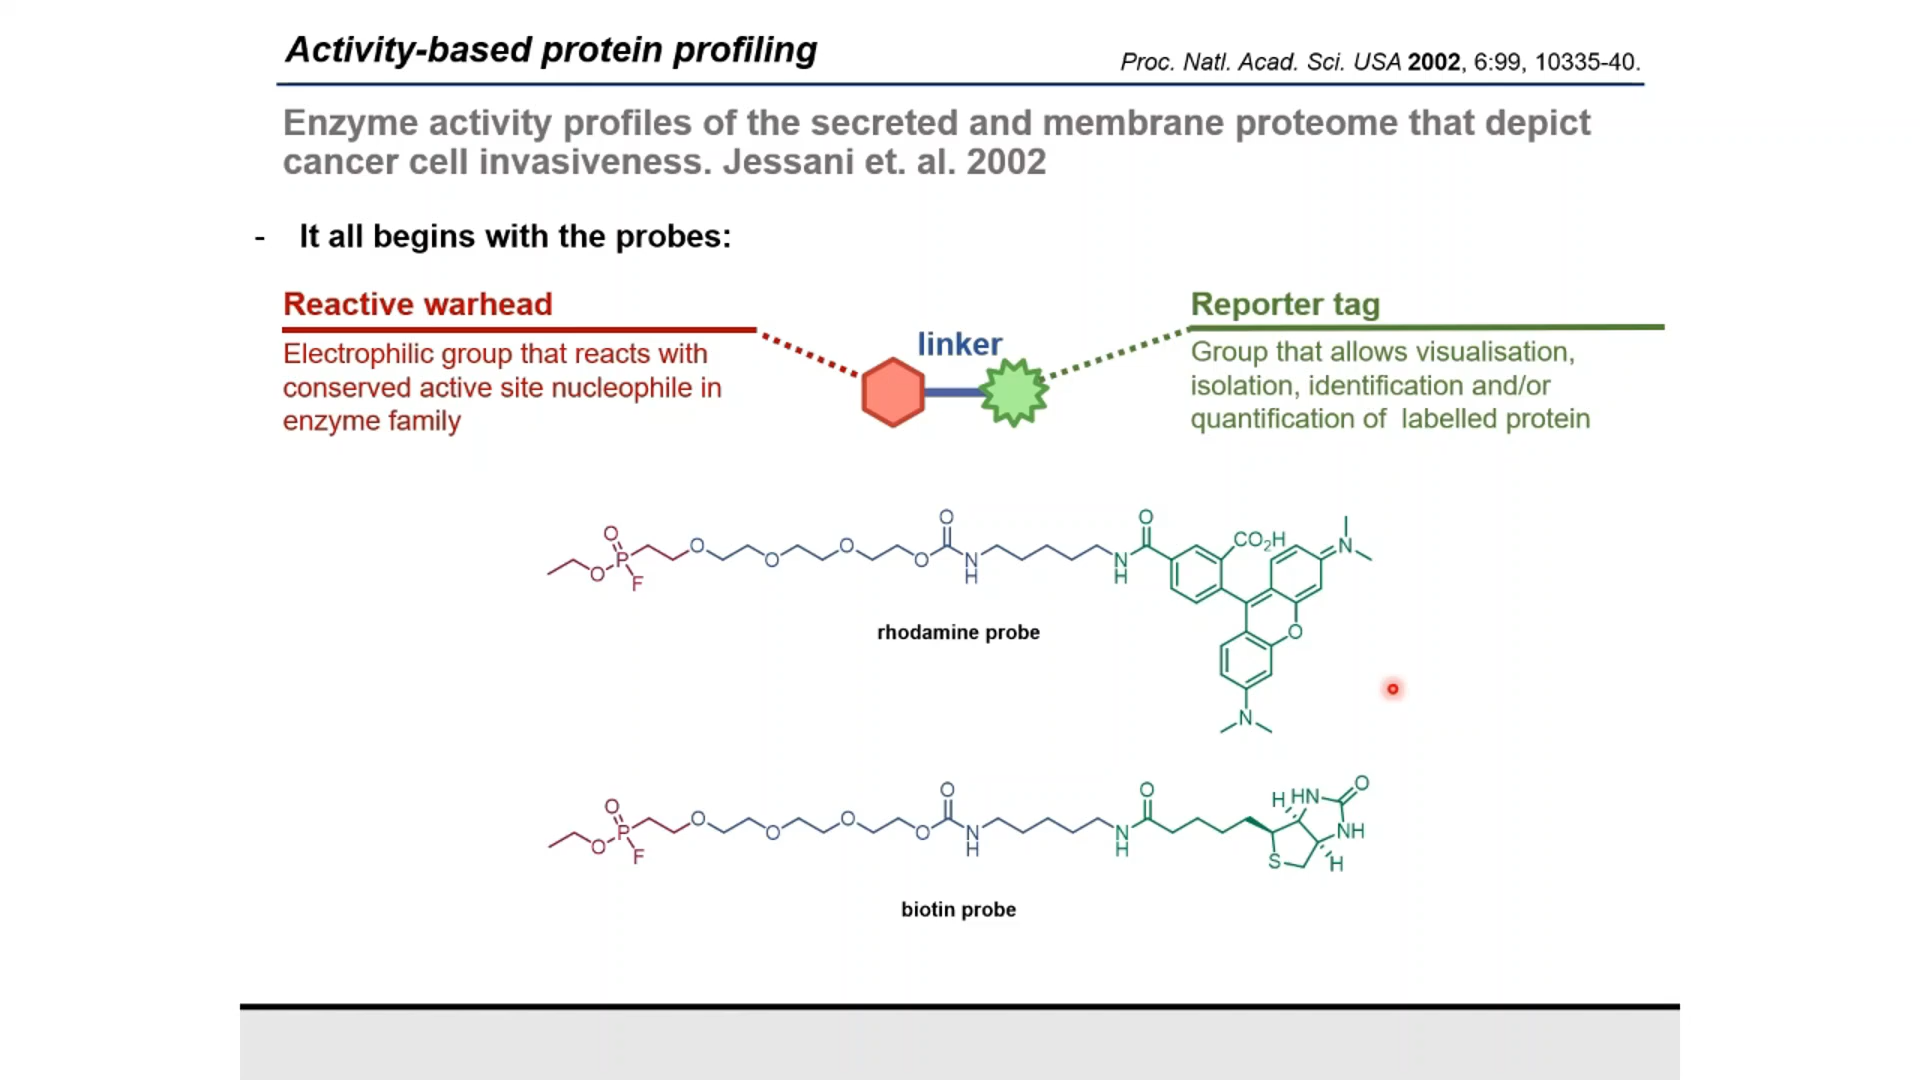 Activity-based protein profiling
Proc. Natl. Acad. Sci. USA 2002, 6:99, 10335-40.
Enzyme activity profiles of the secreted and membrane proteome that depict
cancer cell invasiveness. Jessani et. al. 2002
- It all begins with the probes:
Reactive warhead
Electrophilic group that reacts with
conserved active site nucleophile in
enzyme family
linker
Reporter tag
Group that allows visualisation,
isolation, identification and/or
quantification of labelled protein
O
O
P
F
O
O
O
O
O
N
H
N
H
O
CO2H
N
O
N
rhodamine probe
O
O
P
F
O
O
O
O
O
N
H
N
H
O
H
HN
O
NH
S
H
biotin probe